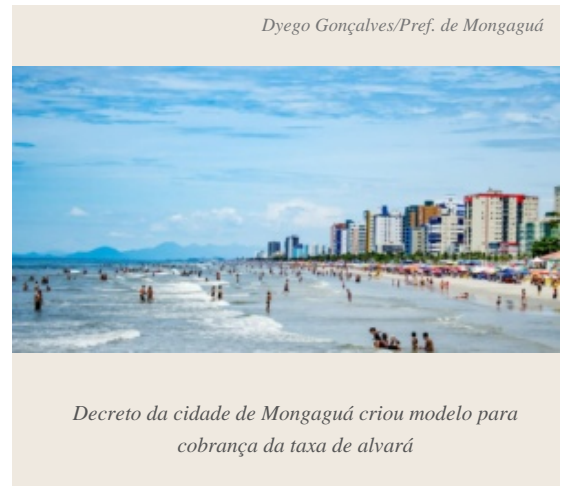 Dyego Gonçalves/Pref. de Mongaguá
Decreto da cidade de Mongaguá criou modelo para
cobrança da taxa de alvará